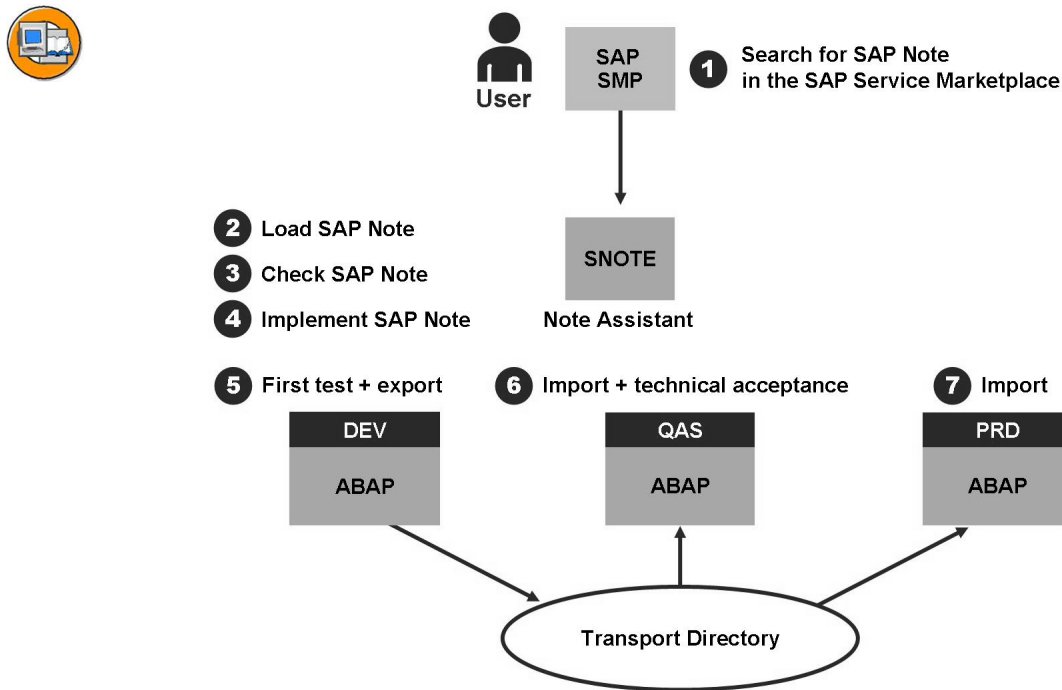 SAP
SMP
User
1 Search for SAP Note
in the SAP Service Marketplace
2 Load SAP Note
3 Check SAP Note
4 Implement SAP Note
SNOTE
Note Assistant
5 First test + export
6 Import + technical acceptance
7 Import
DEV
ABAP
QAS
ABAP
PRD
ABAP
Transport Directory